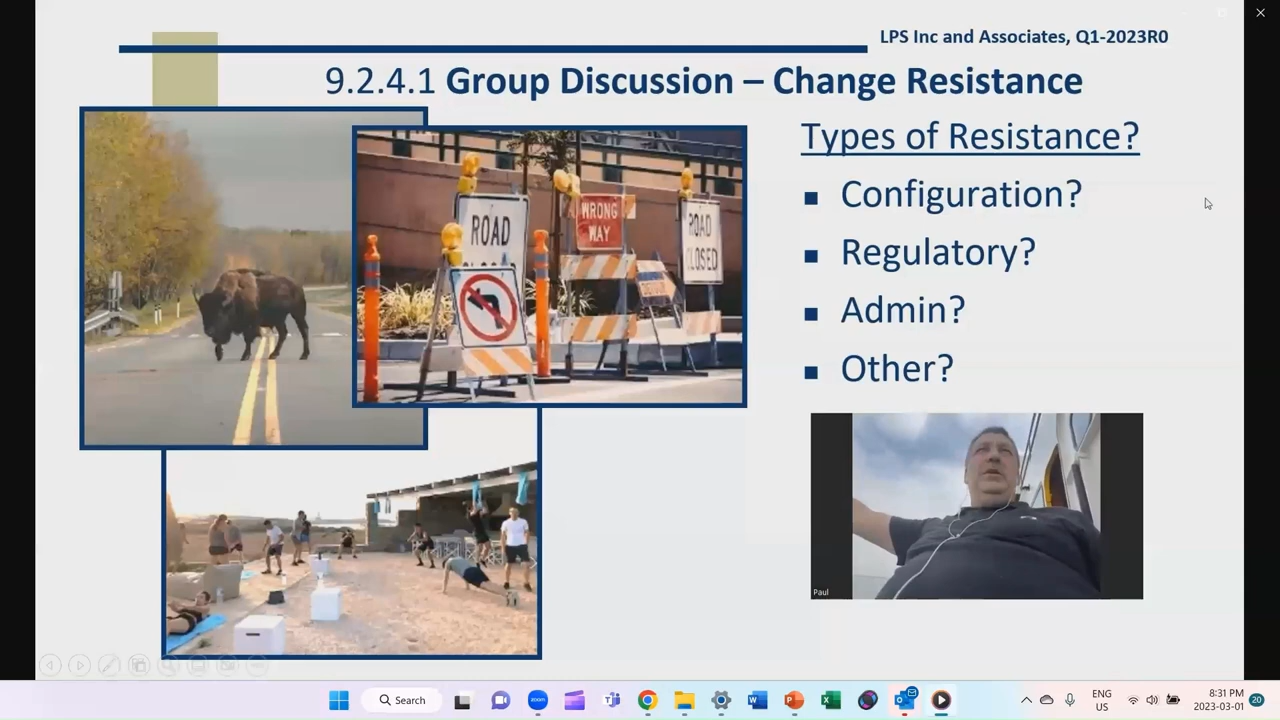 LPS Inc and Associates, Q1-2023R0
9.2.4.1 Group Discussion – Change Resistance
Types of Resistance?
Configuration?
Regulatory?
Admin?
Other?
ROAD
WRONG
WAY
ROAD
CLOSED
Paul
Search
ENG
US
8:31 PM
2023-03-01
20